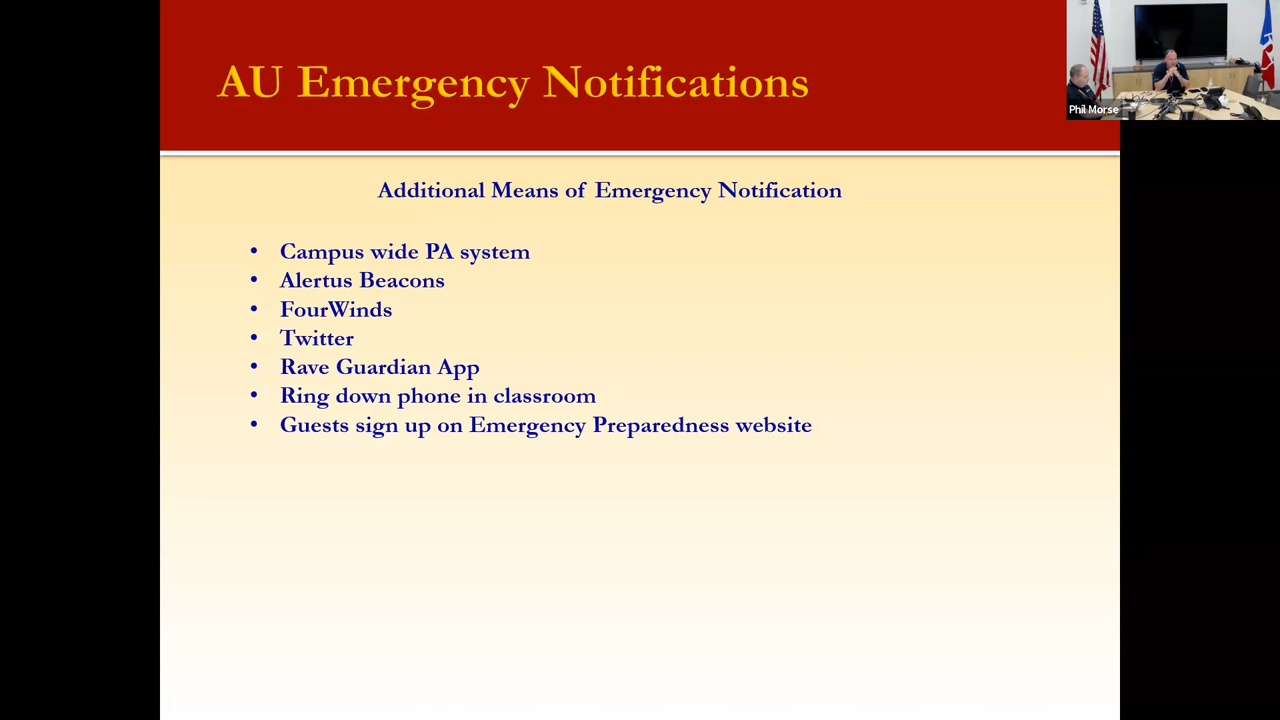 AU Emergency Notifications
Phil Morse
Additional Means of Emergency Notification
• Campus wide PA system
• Alertus Beacons
• FourWinds
• Twitter
• Rave Guardian App
• Ring down phone in classroom
• Guests sign up on Emergency Preparedness website